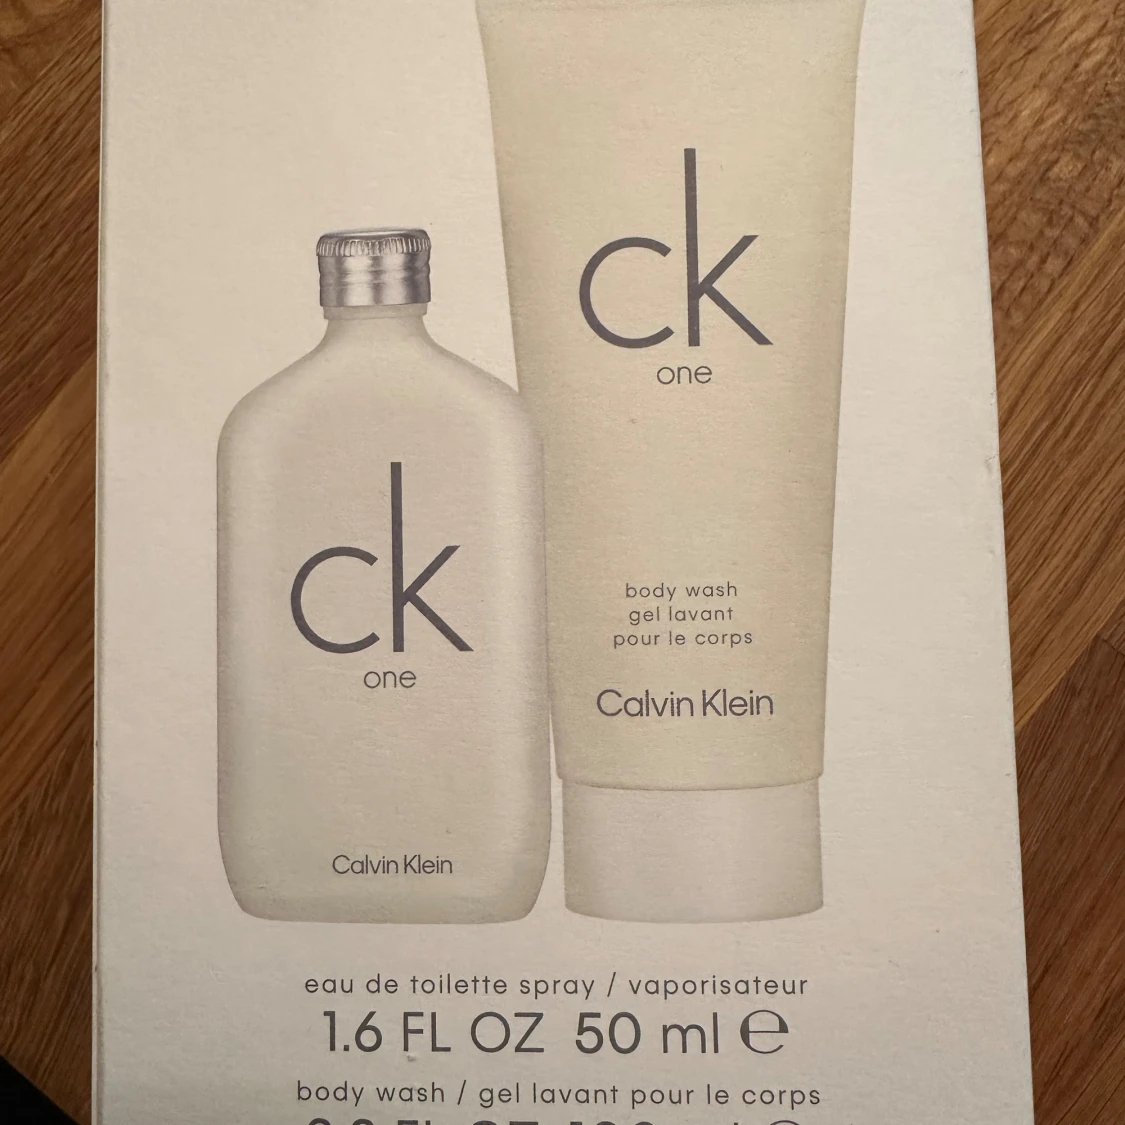 ck
one
body wash
gel lavant
pour le corps
Calvin Klein
ck
one
Calvin Klein
eau de toilette spray / vaporisateur
1.6 FL OZ 50 ml ℮
body wash / gel lavant pour le corps